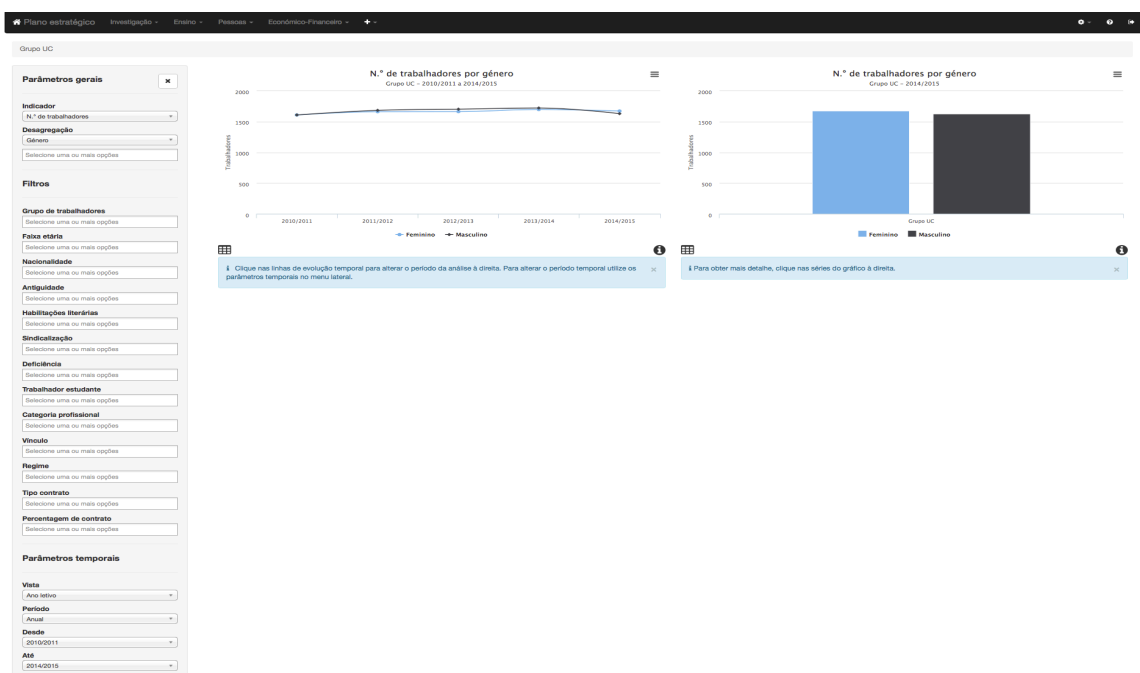 Plano estratégico Investigação Ensino Pessoas Económico-Financeiro
Grupo UC
Parâmetros gerais
Indicador
N.º de trabalhadores
Desagregação
Género
Selecione uma ou mais opções
Filtros
Grupo de trabalhadores
Selecione uma ou mais opções
Faixa etária
Selecione uma ou mais opções
Nacionalidade
Selecione uma ou mais opções
Antiguidade
Selecione uma ou mais opções
Habilitações literárias
Selecione uma ou mais opções
Sindicalização
Selecione uma ou mais opções
Deficiência
Selecione uma ou mais opções
Trabalhador estudante
Selecione uma ou mais opções
Categoria profissional
Selecione uma ou mais opções
Vínculo
Selecione uma ou mais opções
Regime
Selecione uma ou mais opções
Tipo contrato
Selecione uma ou mais opções
Percentagem de contrato
Selecione uma ou mais opções
Parâmetros temporais
Vista
Ano letivo
Período
Anual
Desde
2010/2011
Até
2014/2015
N.º de trabalhadores por género
Grupo UC - 2010/2011 a 2014/2015
Trabalhadores
2000
1500
1000
500
0
2010/2011 2011/2012 2012/2013 2013/2014 2014/2015
Feminino Masculino
Clique nas linhas de evolução temporal para alterar o período da análise à direita. Para alterar o período temporal utilize os
parâmetros temporais no menu lateral.
N.º de trabalhadores por género
Grupo UC - 2014/2015
Trabalhadores
2000
1500
1000
500
0
Grupo UC
Feminino Masculino
Para obter mais detalhe, clique nas séries do gráfico à direita.